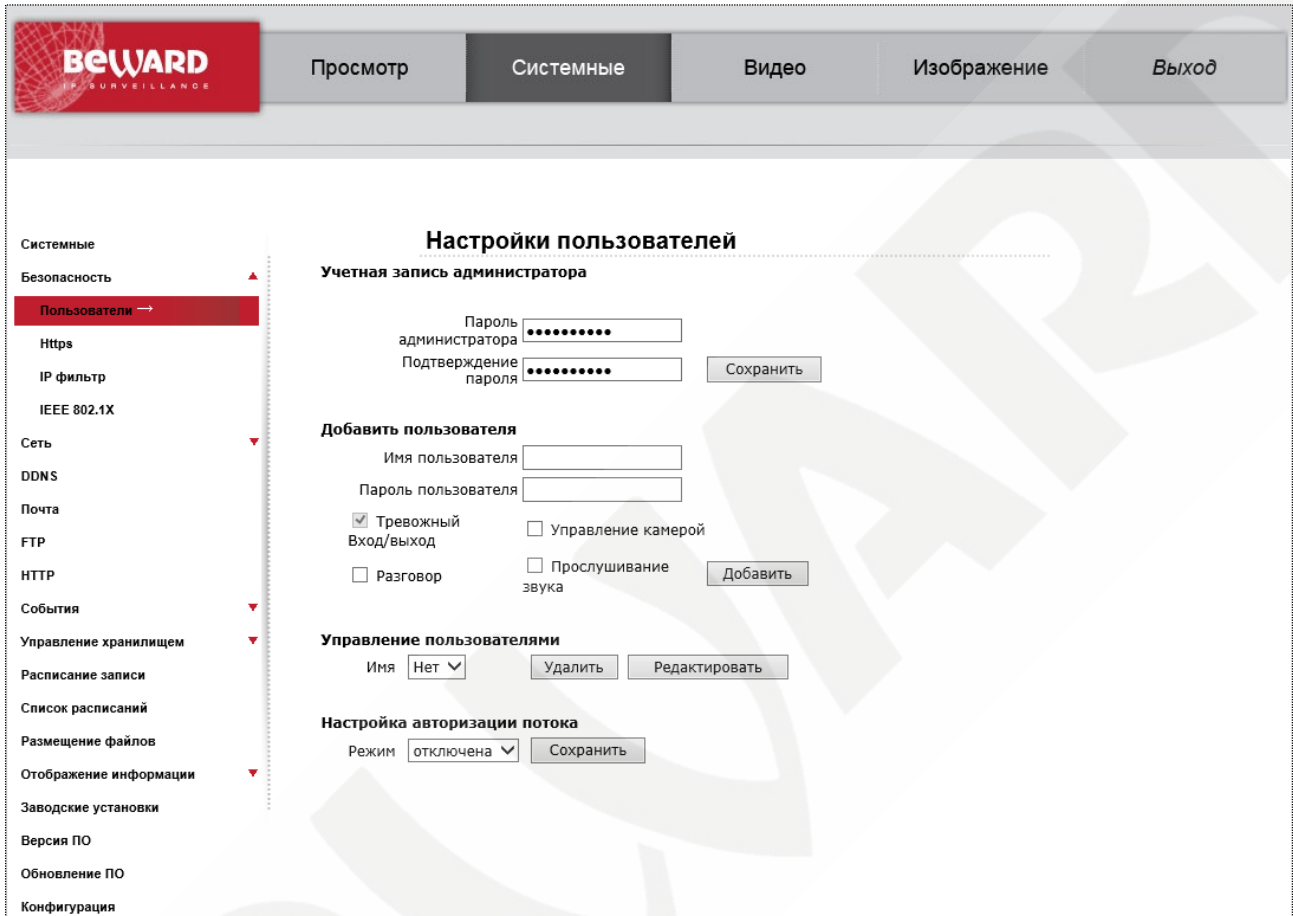 BEWARD
IP SURVEILLANCE
Просмотр
Системные
Видео
Изображение
Выход
Системные
Безопасность
Пользователи →
Https
IP фильтр
IEEE 802.1X
Сеть
DDNS
Почта
FTP
HTTP
События
Управление хранилищем
Расписание записи
Список расписаний
Размещение файлов
Отображение информации
Заводские установки
Версия ПО
Обновление ПО
Конфигурация
Настройки пользователей
Учетная запись администратора
Пароль
администратора ••••••••••
Подтверждение
пароля ••••••••••
Сохранить
Добавить пользователя
Имя пользователя
Пароль пользователя
Тревожный
Вход/выход
Управление камерой
Разговор
Прослушивание
звука
Добавить
Управление пользователями
Имя Нет Удалить Редактировать
Настройка авторизации потока
Режим отключена Сохранить